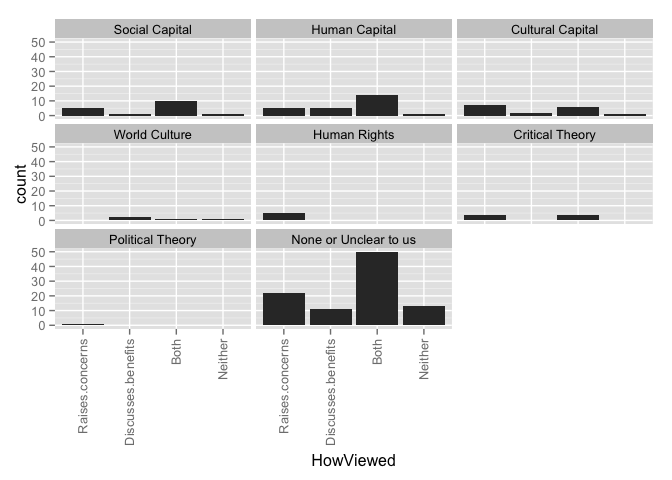 Social Capital Human Capital Cultural Capital
50
40
30
20
10
0
World Culture Human Rights Critical Theory
50
40
30
20
10
0
Political Theory None or Unclear to us
50
40
30
20
10
0
count
Raises.concerns
Discusses.benefits
Both
Neither
Raises.concerns
Discusses.benefits
Both
Neither
HowViewed